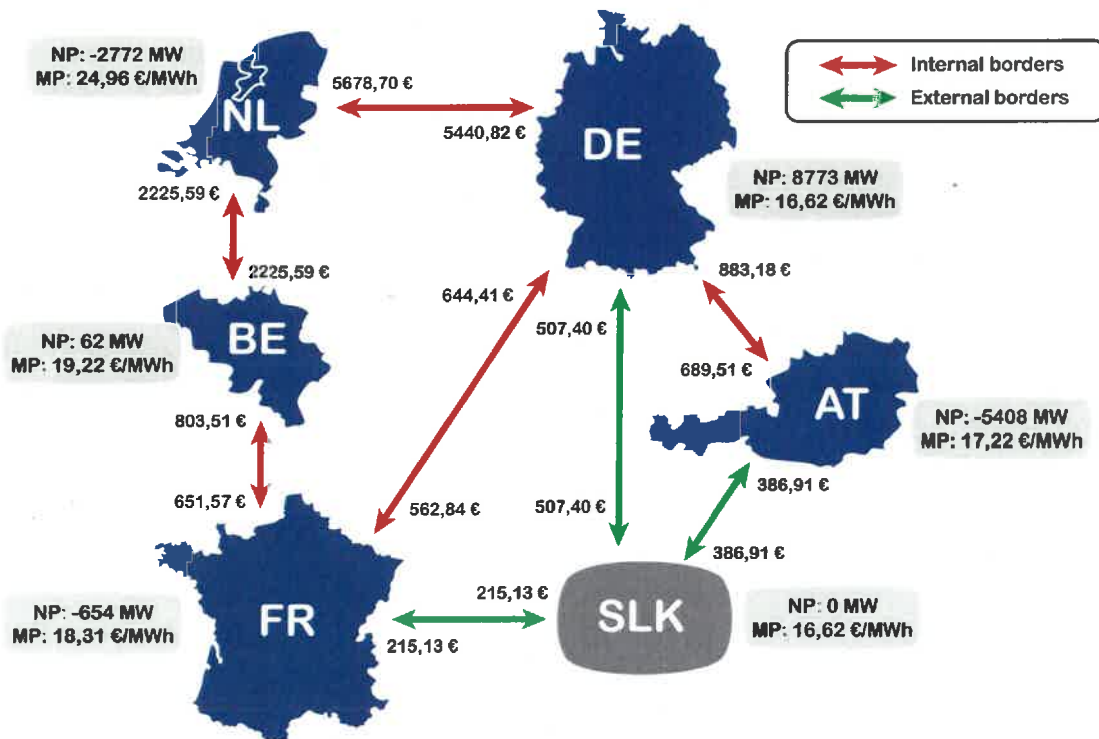 NP: -2772 MW
MP: 24,96 €/MWh
NL
5678,70 €
5440,82 €
DE
Internal borders
External borders
NP: 8773 MW
MP: 16,62 €/MWh
2225,59 €
2225,59 €
644,41 €
883,18 €
507,40 €
NP: 62 MW
MP: 19,22 €/MWh
BE
689,51 €
AT
NP: -5408 MW
MP: 17,22 €/MWh
803,51 €
651,57 €
562,84 €
507,40 €
386,91 €
386,91 €
NP: -654 MW
MP: 18,31 €/MWh
FR
215,13 €
215,13 €
SLK
NP: 0 MW
MP: 16,62 €/MWh